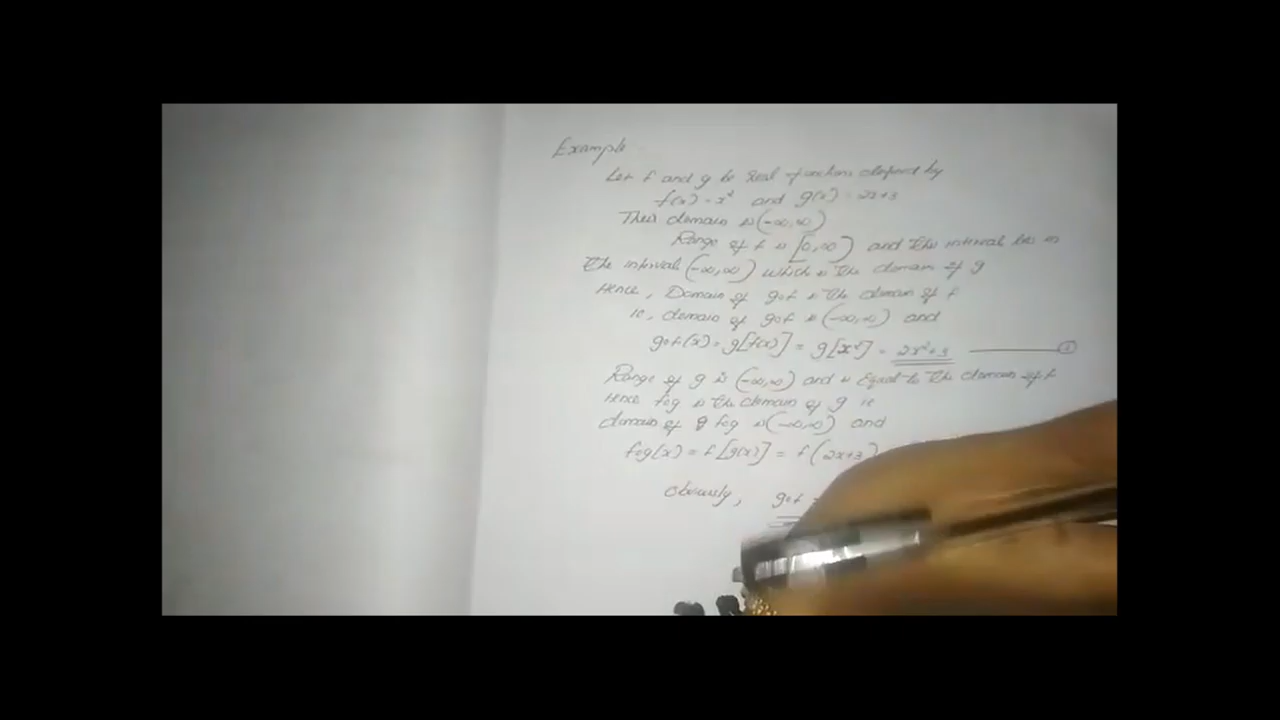 Example
Let f and g be real functions defined by
f(x) = x² and g(x) = 2x+3
Their domain is (-∞,∞)
Range of f is [0,∞) and the interval lies in
The interval (-∞,∞) which is the domain of g
Hence, Domain of gof is the domain of f
ie, domain of gof is (-∞,∞) and
gof(x) = g[f(x)] = g[x²] = 2x²+3
Range of g is (-∞,∞) and is Equal to the domain of f
Hence fog is the domain of g ie
domain of g fog is (-∞,∞) and
fog(x) = f[g(x)] = f(2x+3)
Obviously, gof